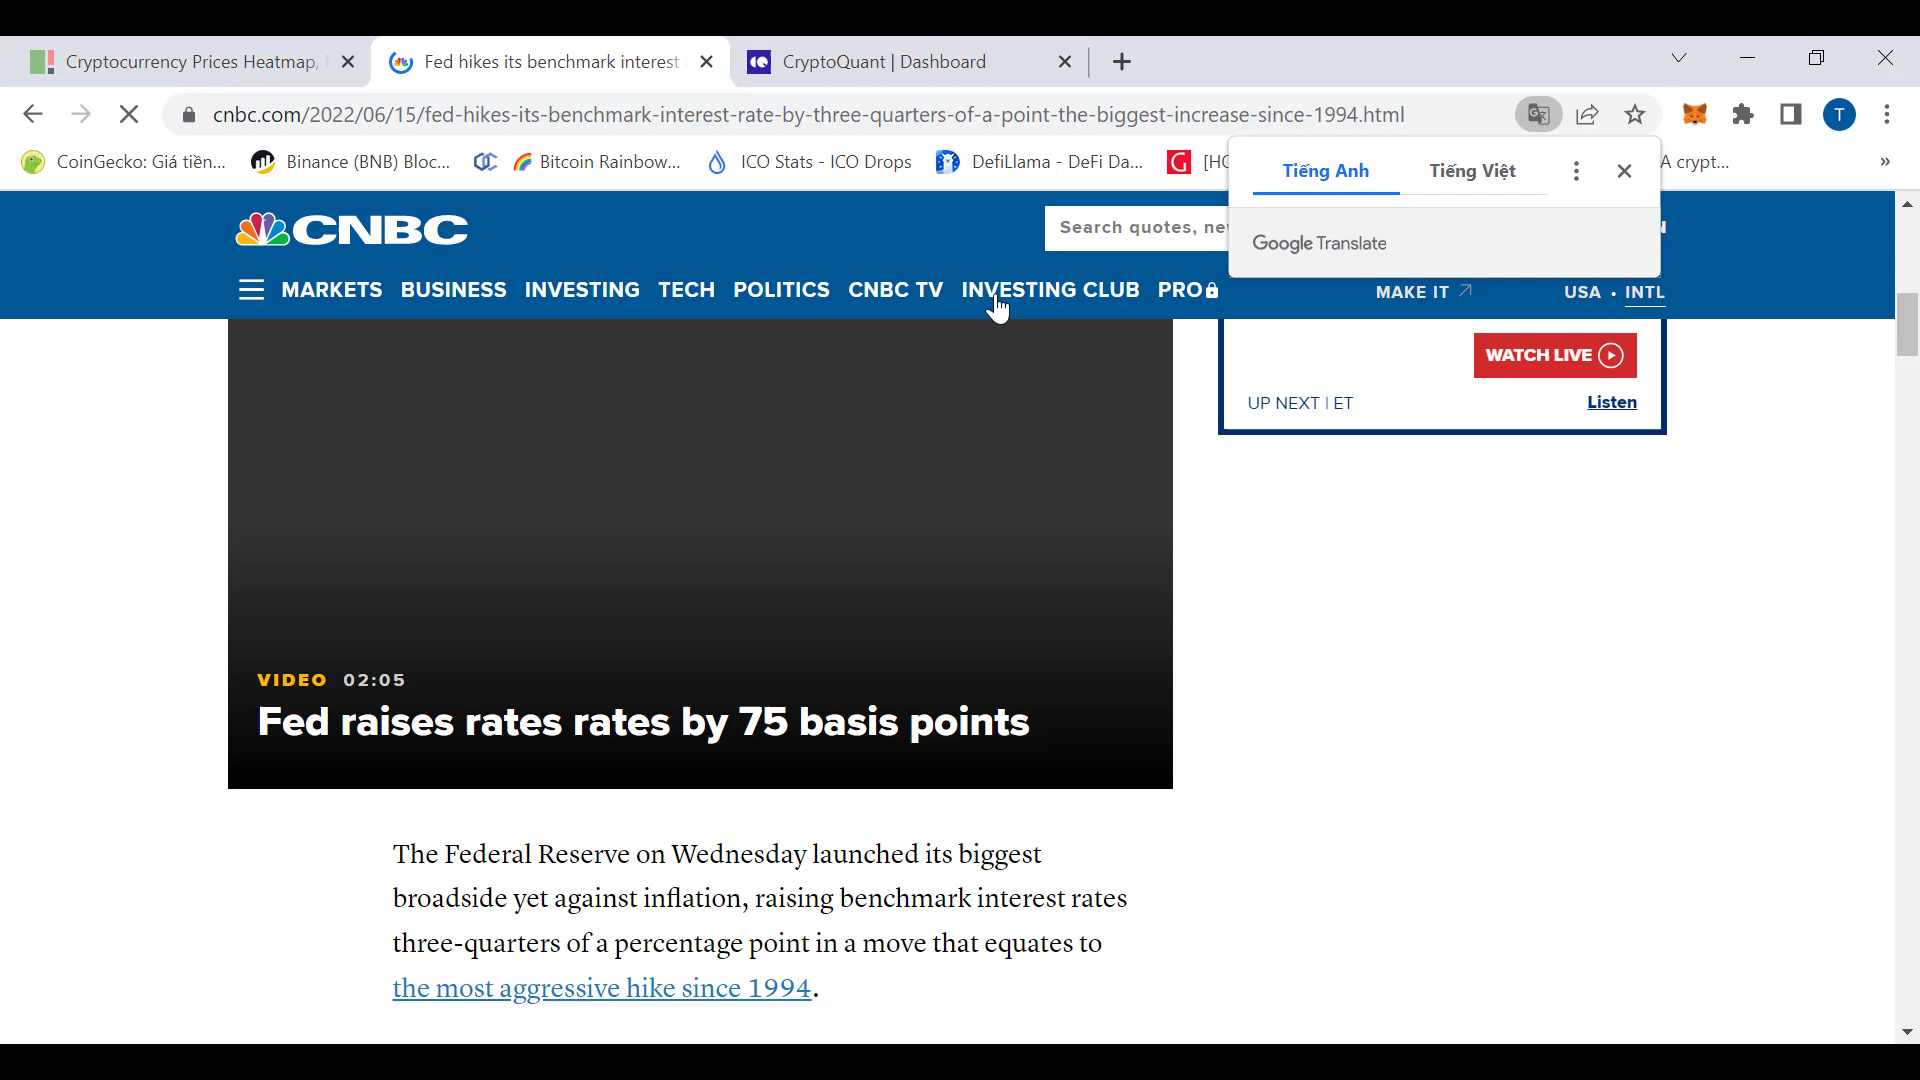 Cryptocurrency Prices Heatmap,
Fed hikes its benchmark interest
CryptoQuant | Dashboard
cnbc.com/2022/06/15/fed-hikes-its-benchmark-interest-rate-by-three-quarters-of-a-point-the-biggest-increase-since-1994.html
T
CoinGecko: Giá tiền...
Binance (BNB) Bloc...
Bitcoin Rainbow...
ICO Stats - ICO Drops
DefiLlama - DeFi Da...
[HC
A crypt...
»
Tiếng Anh
Tiếng Việt
Google Translate
CNBC
Search quotes, nev
MARKETS BUSINESS INVESTING TECH POLITICS CNBC TV INVESTING CLUB PRO
MAKE IT
USA • INTL
WATCH LIVE
UP NEXT | ET
Listen
VIDEO 02:05
Fed raises rates rates by 75 basis points
The Federal Reserve on Wednesday launched its biggest
broadside yet against inflation, raising benchmark interest rates
three-quarters of a percentage point in a move that equates to
the most aggressive hike since 1994.